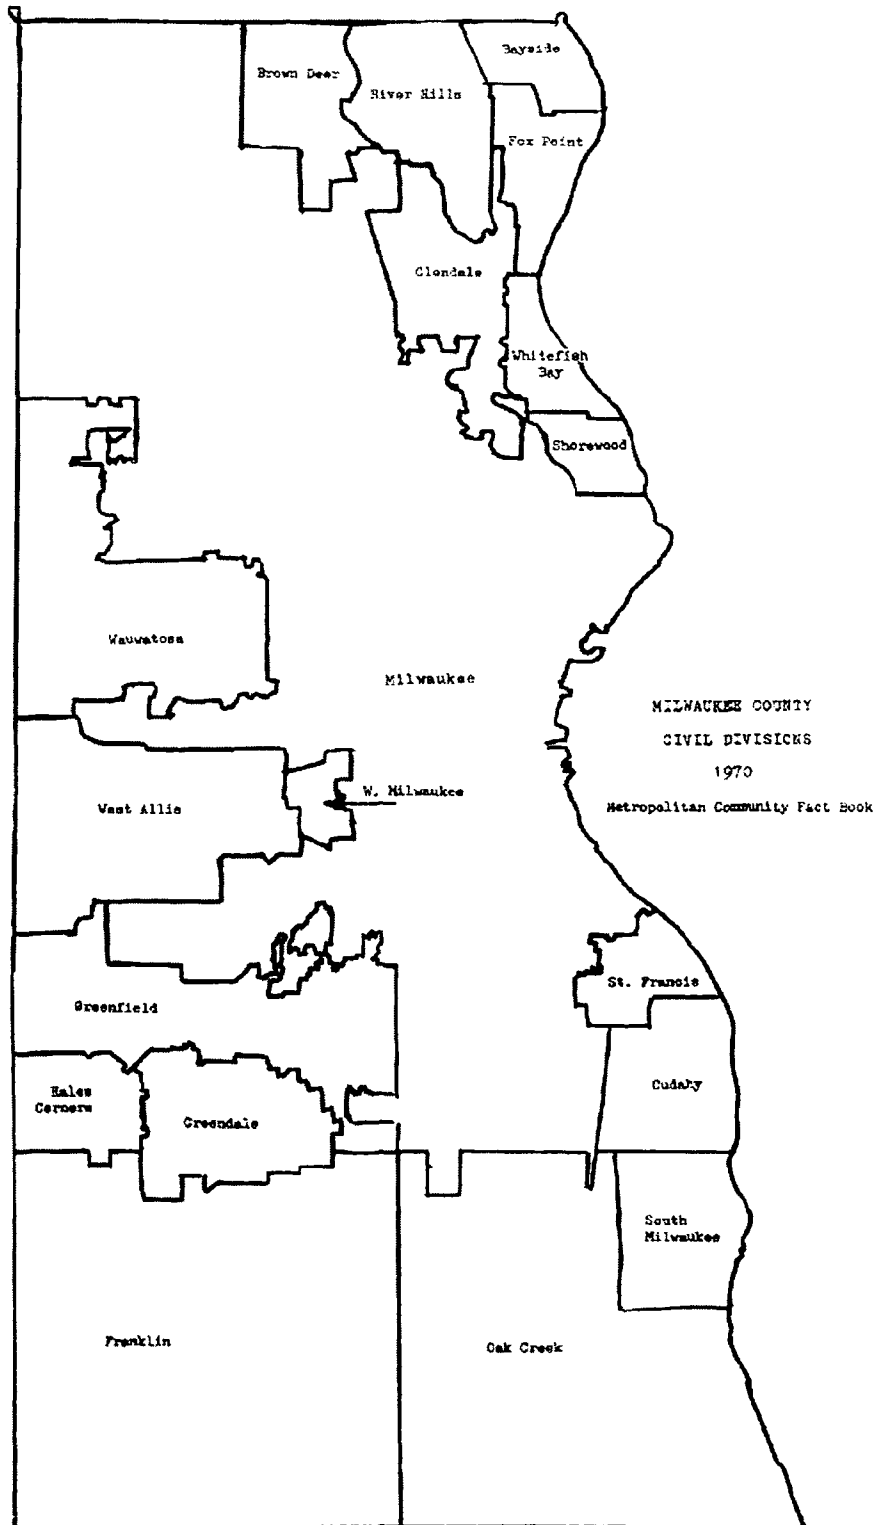 Bayside
Brown Deer
River Hills
Fox Point
Glendale
Whitefish
Bay
Shorewood
Wauwatosa
Milwaukee
MILWAUKEE COUNTY
CIVIL DIVISIONS
1970
Metropolitan Community Fact Book
W. Milwaukee
West Allis
St. Francis
Greenfield
Hales
Corners
Cudahy
Greendale
South
Milwaukee
Franklin
Oak Creek